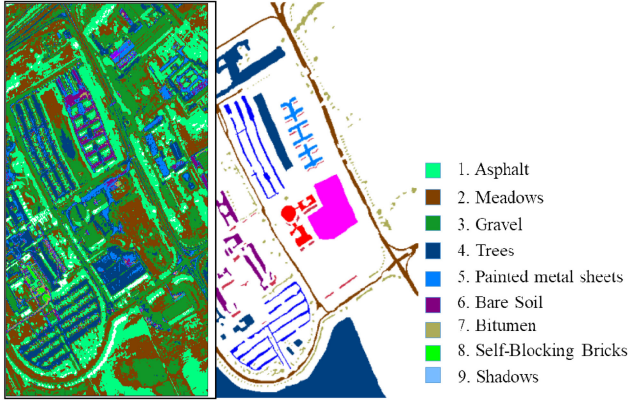 1. Asphalt
2. Meadows
3. Gravel
4. Trees
5. Painted metal sheets
6. Bare Soil
7. Bitumen
8. Self-Blocking Bricks
9. Shadows